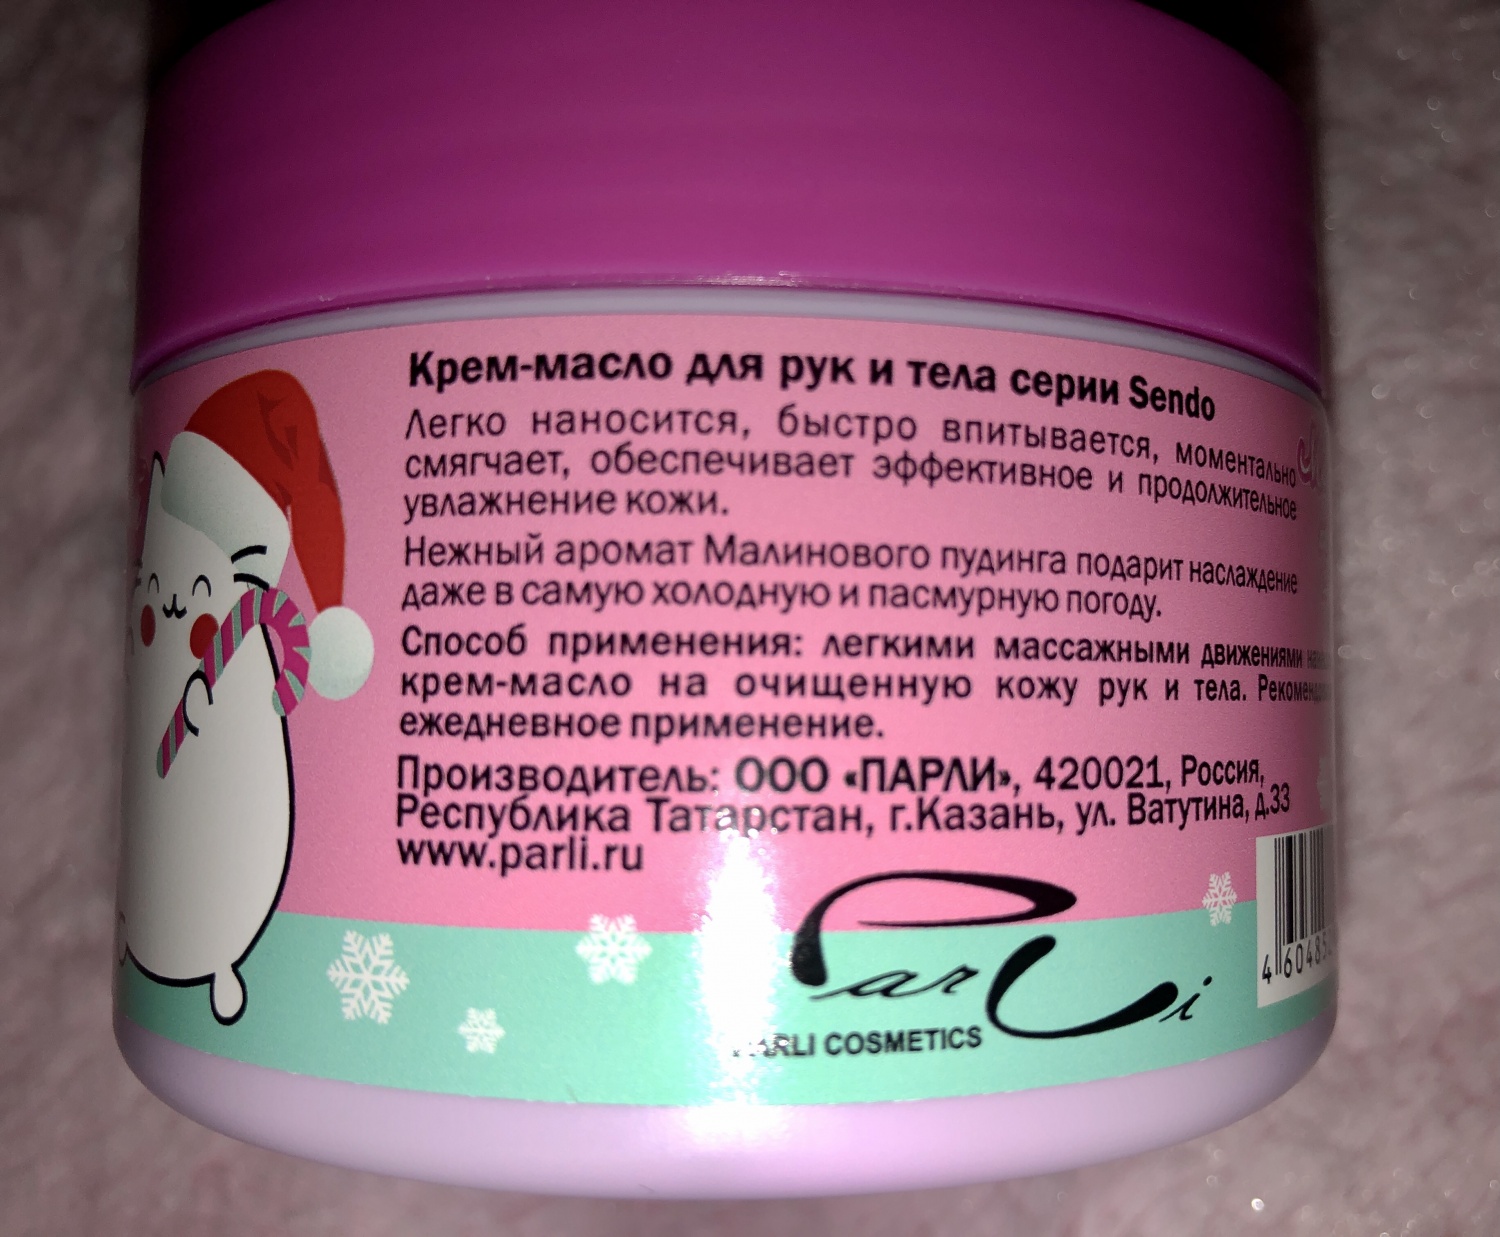 Крем-масло для рук и тела серии Sendo
Легко наносится, быстро впитывается, моментально
смягчает, обеспечивает эффективное и продолжительное
увлажнение кожи.
Нежный аромат Малинового пудинга подарит наслаждение
даже в самую холодную и пасмурную погоду.
Способ применения: легкими массажными движениями
крем-масло на очищенную кожу рук и тела.
ежедневное применение.
Производитель: ООО «ПАРЛИ», 420021, Россия,
Республика Татарстан, г.Казань, ул. Ватутина, д.33
www.parli.ru
Parli
PARLI COSMETICS